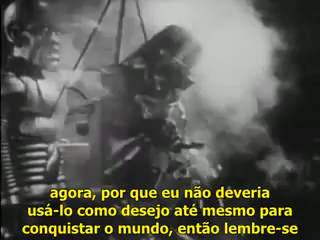 agora, por que eu não deveria
usá-lo como desejo até mesmo para
conquistar o mundo, então lembre-se